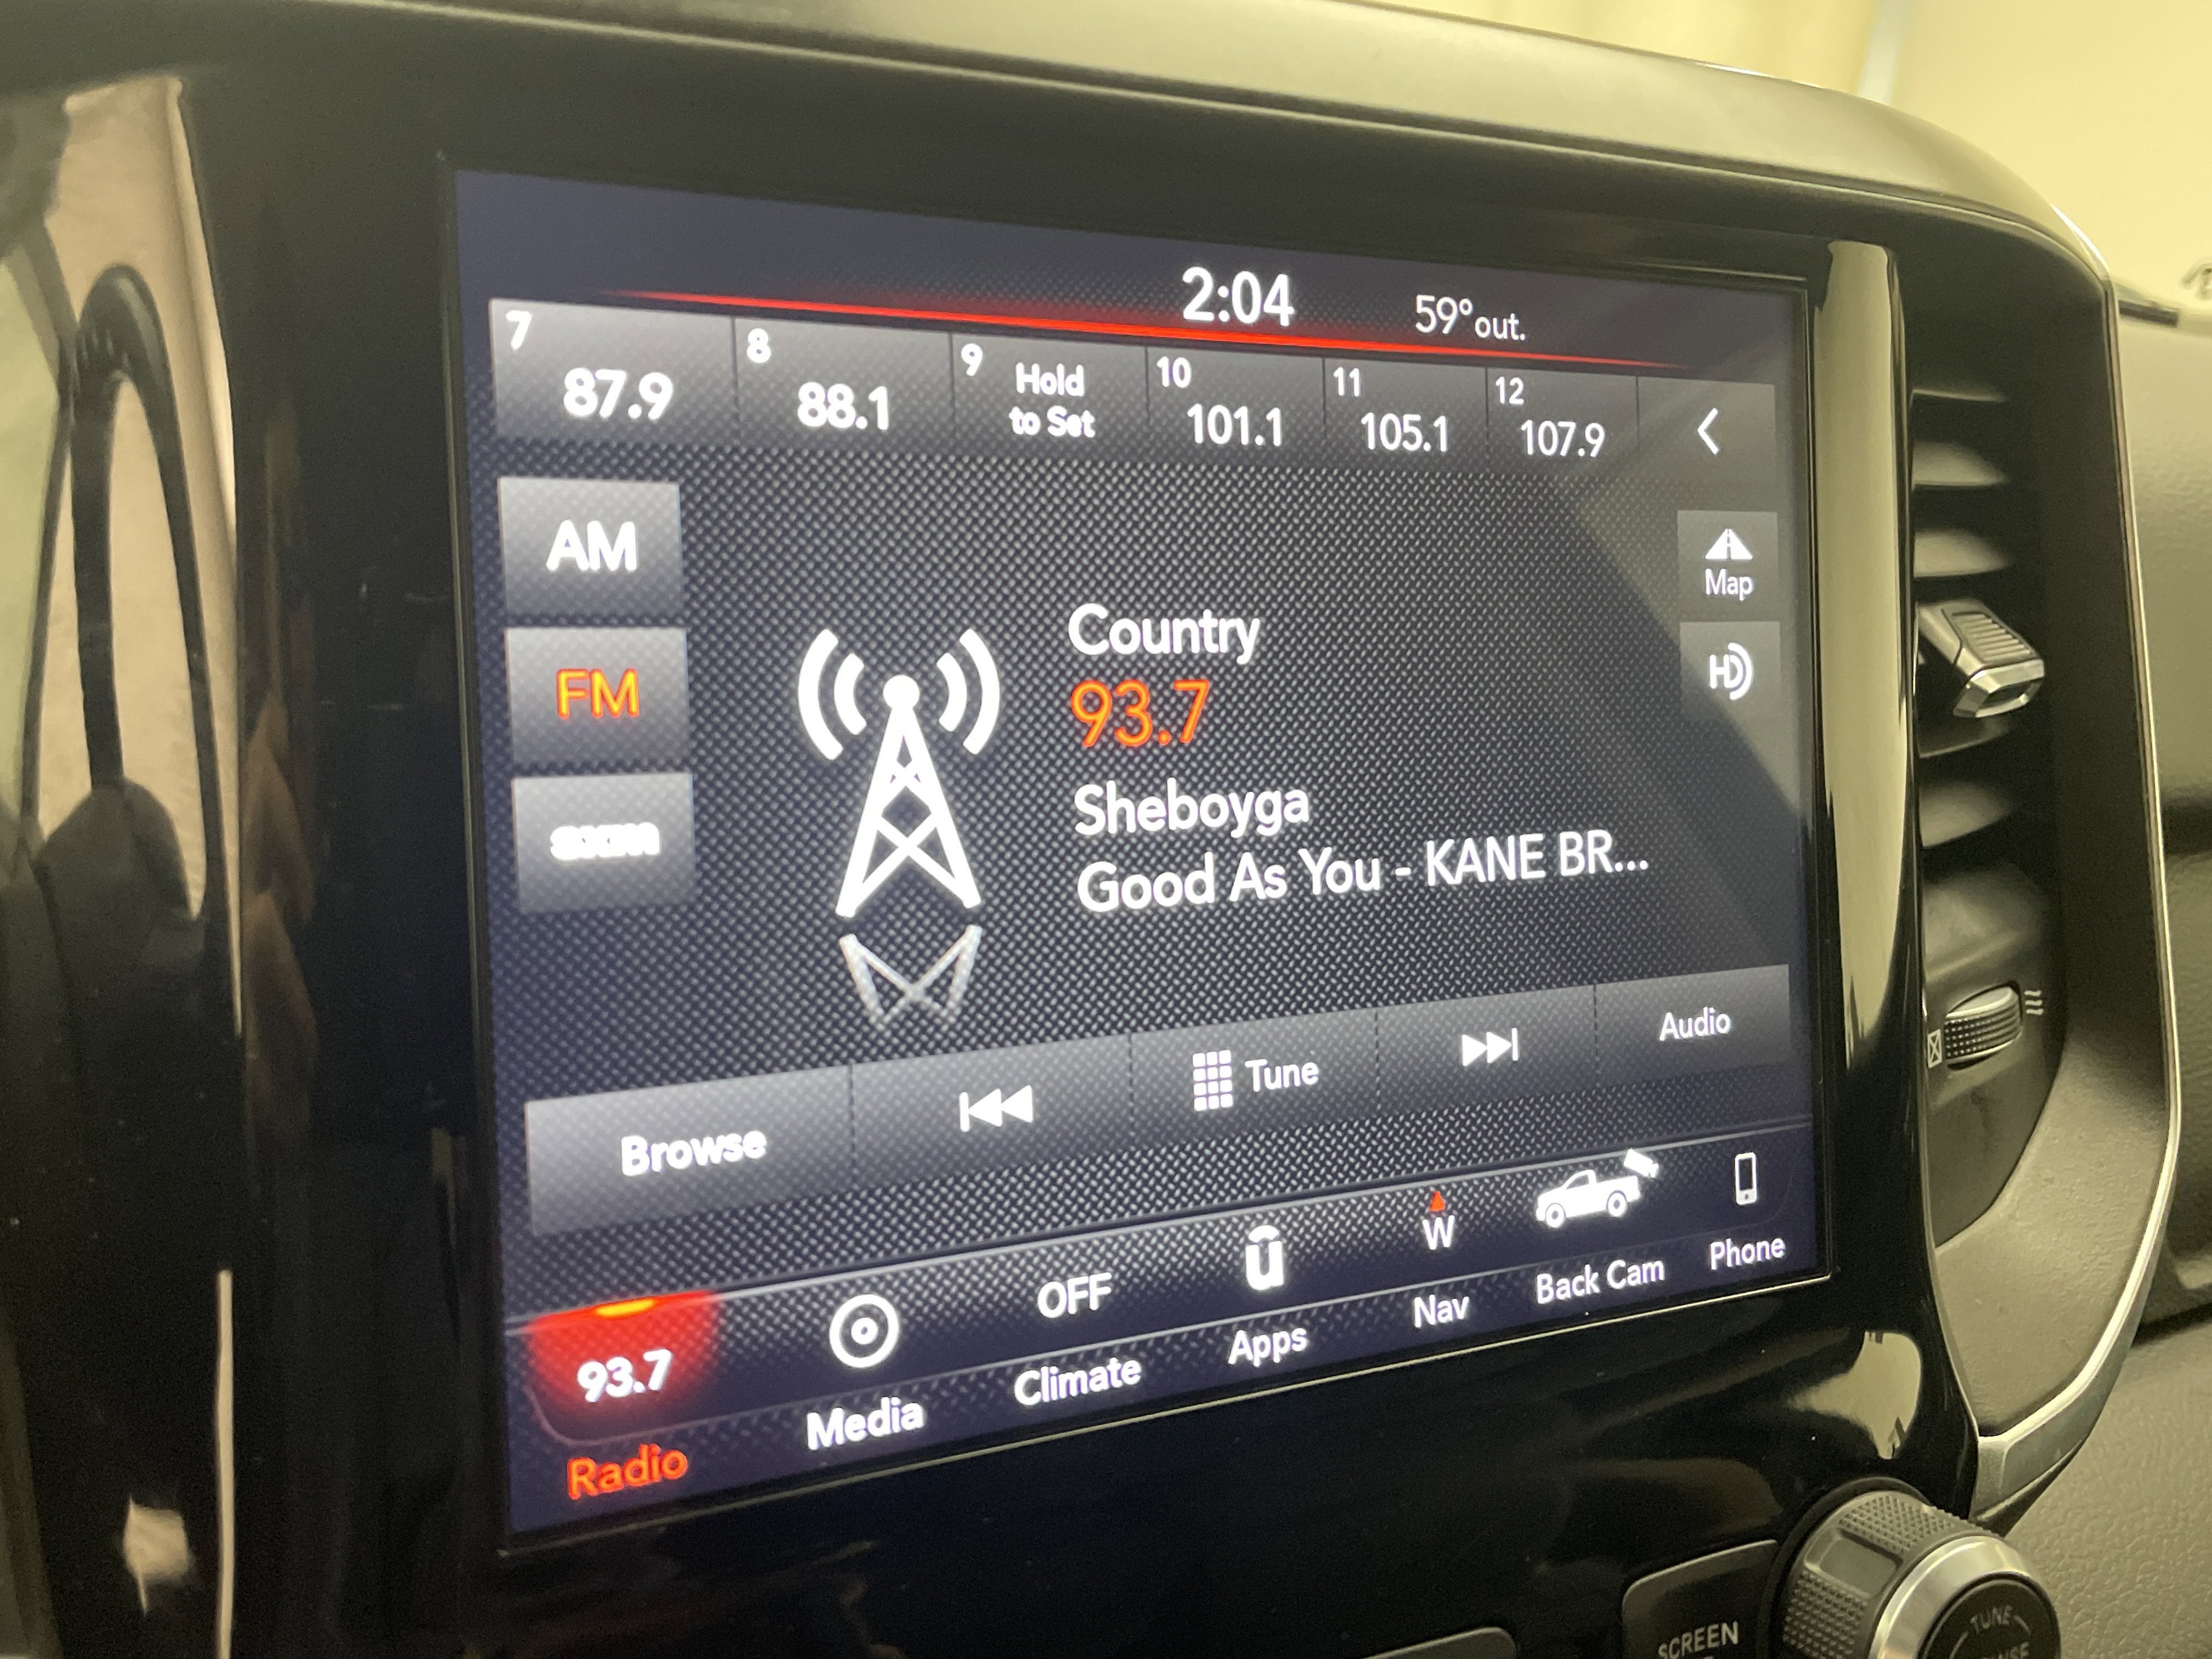 2:04 59° out.
7 87.9
8 88.1
9 Hold to Set
10 101.1
11 105.1
12 107.9
AM
FM
Map
HD
Country
93.7
Sheboyga
Good As You - KANE BR...
Browse
Tune
Audio
93.7
Radio
Media
OFF
Climate
Apps
W
Nav
Back Cam
Phone
SCREEN
TUNE